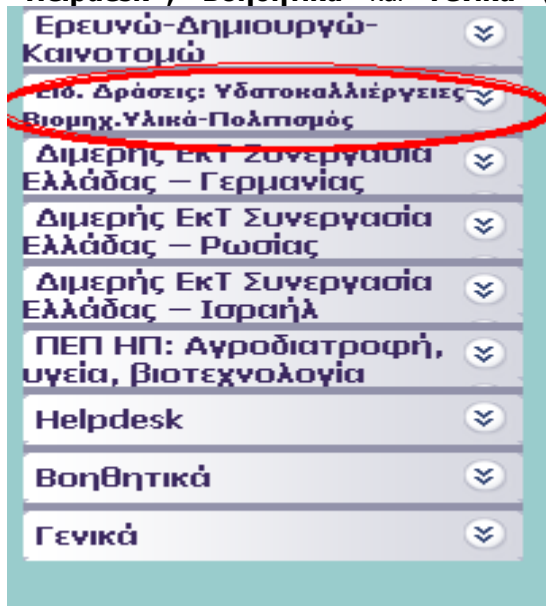 Ερευνώ-Δημιουργώ-
Καινοτομώ
Ειδ. Δράσεις: Υδατοκαλλιέργειες-
Βιομηχ.Υλικά-Πολιτισμός
Διμερής ΕκΤ Συνεργασία
Ελλάδας – Γερμανίας
Διμερής ΕκΤ Συνεργασία
Ελλάδας – Ρωσίας
Διμερής ΕκΤ Συνεργασία
Ελλάδας – Ισραήλ
ΠΕΠ ΗΠ: Αγροδιατροφή,
υγεία, βιοτεχνολογία
Helpdesk
Βοηθητικά
Γενικά